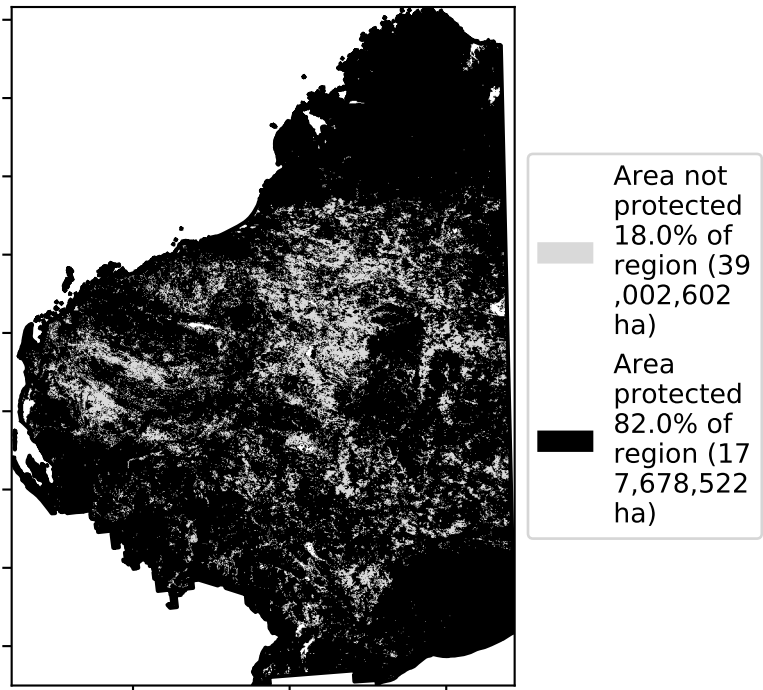 Area not
protected
18.0% of
region (39
,002,602
ha)
Area
protected
82.0% of
region (17
7,678,522
ha)